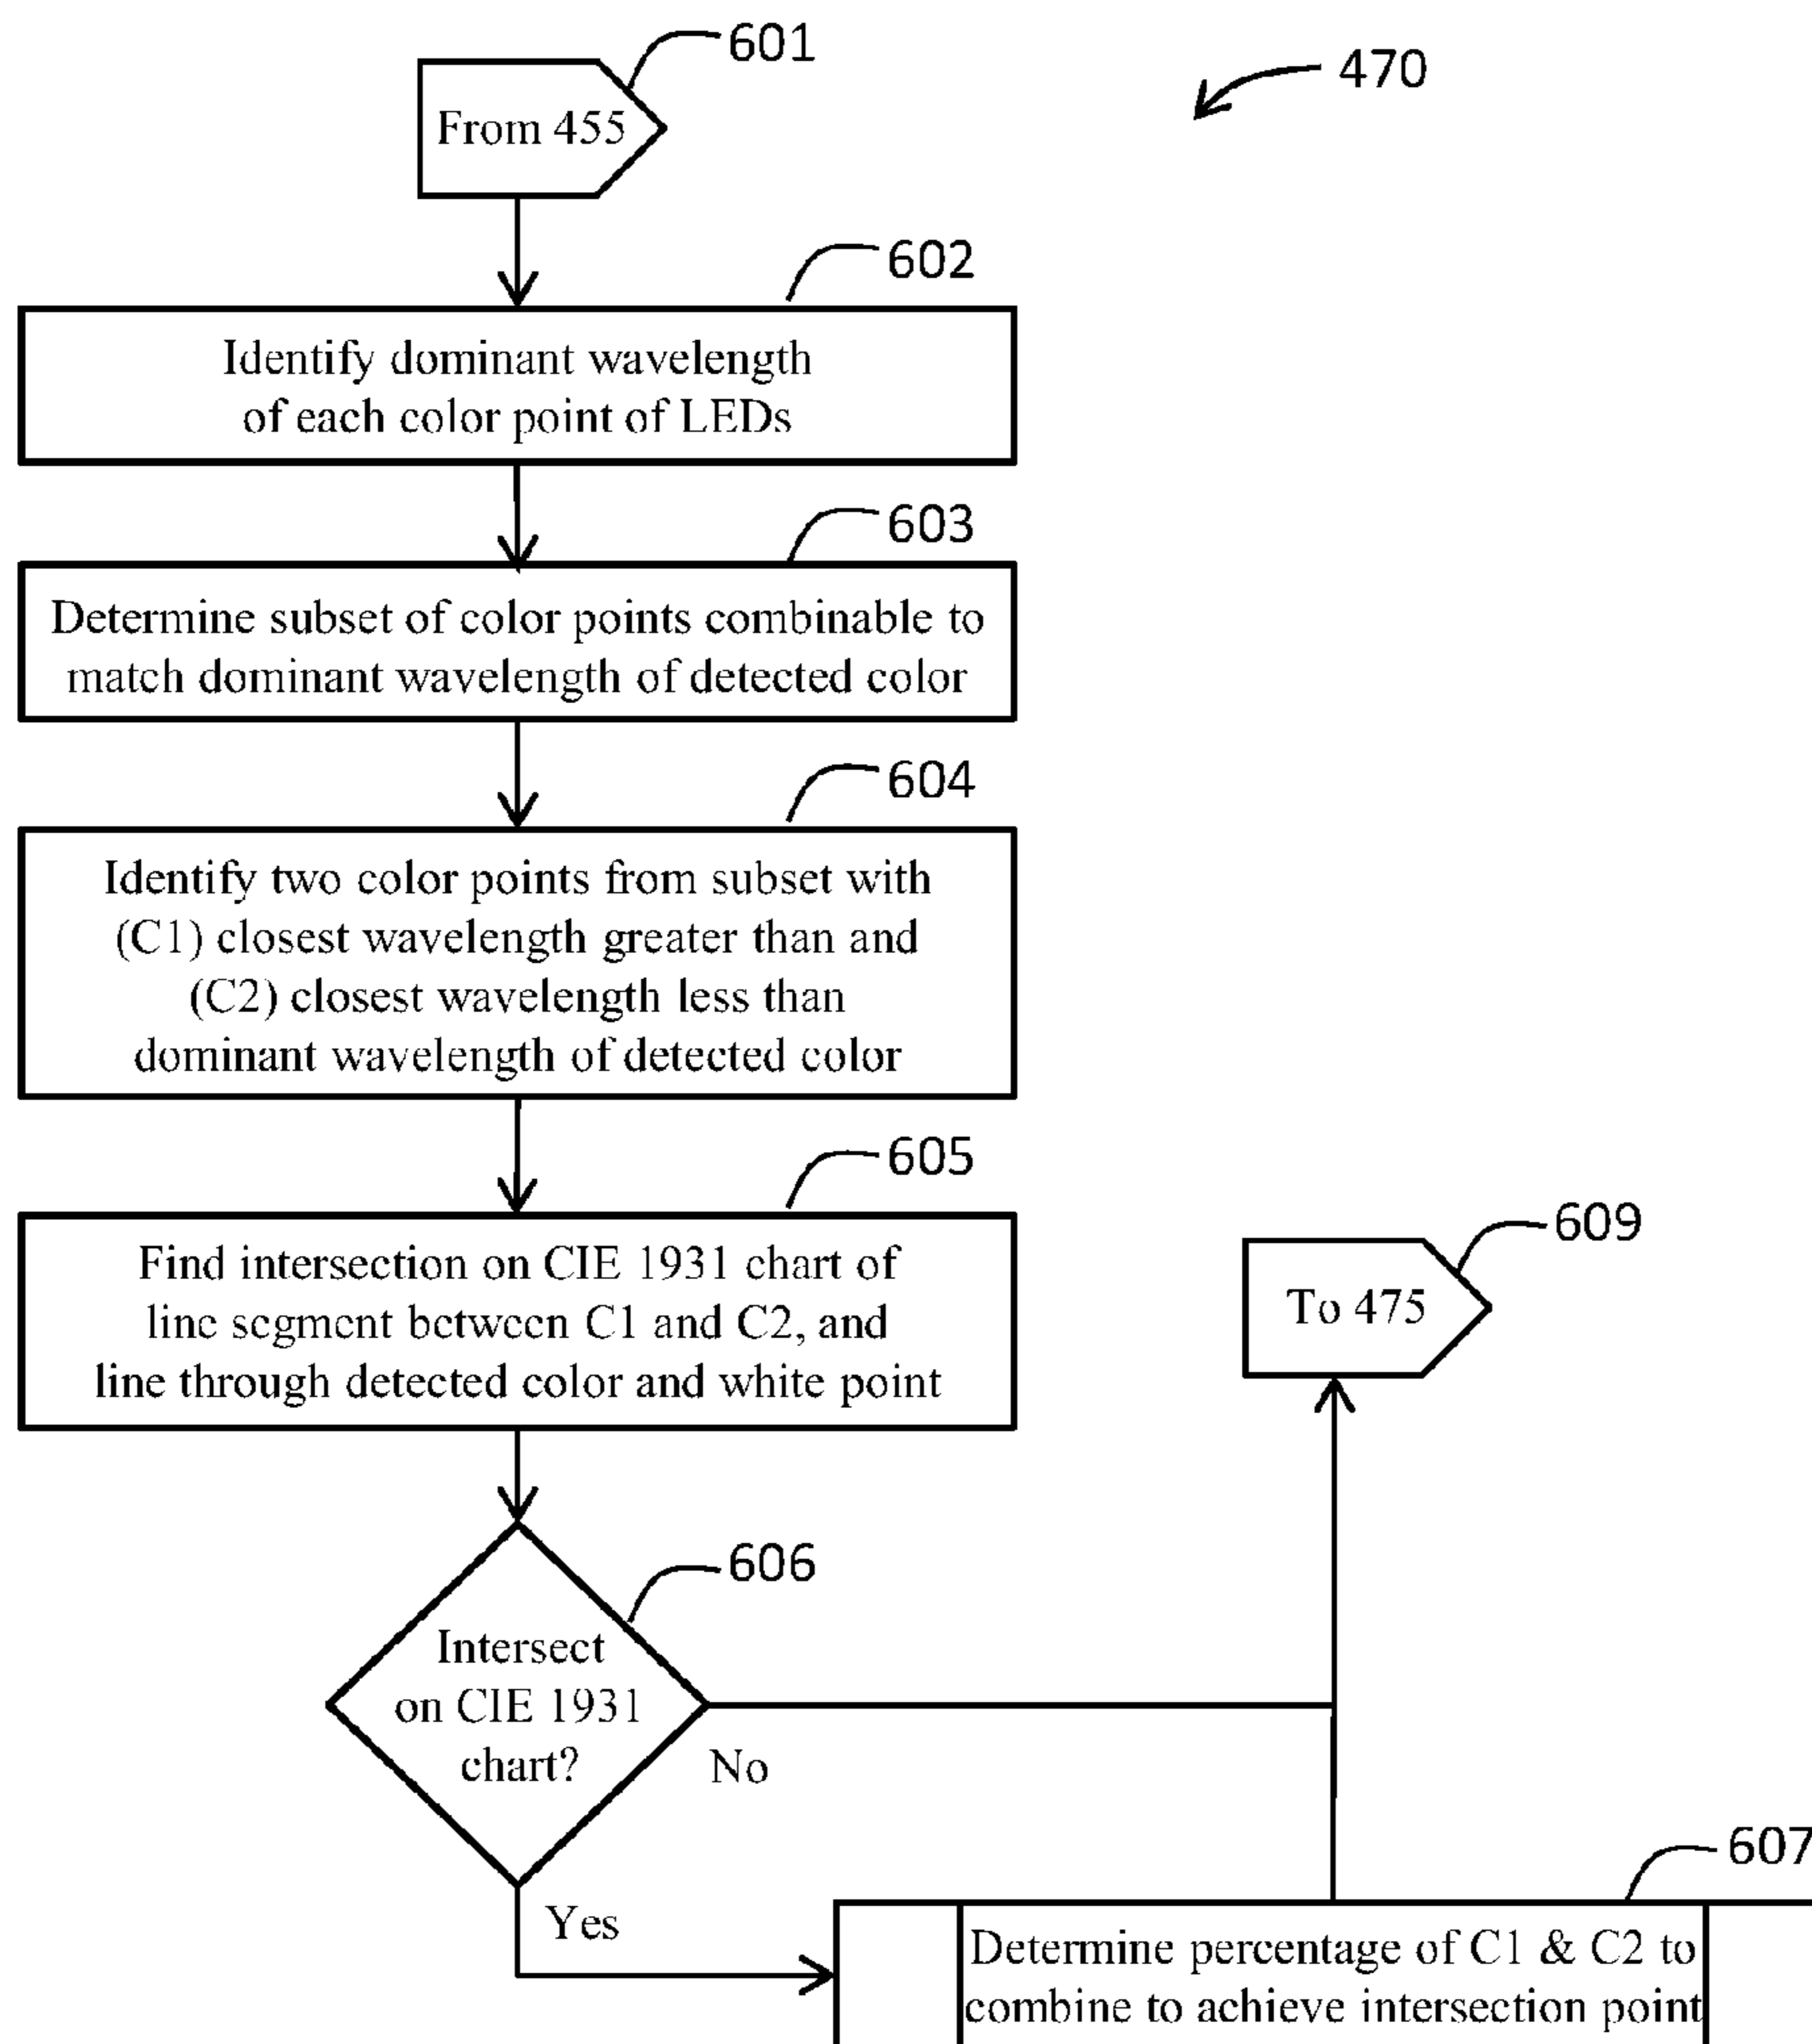 601
470
From 455
602
Identify dominant wavelength
of each color point of LEDs
603
Determine subset of color points combinable to
match dominant wavelength of detected color
604
Identify two color points from subset with
(C1) closest wavelength greater than and
(C2) closest wavelength less than
dominant wavelength of detected color
605
Find intersection on CIE 1931 chart of
line segment between C1 and C2, and
line through detected color and white point
609
To 475
606
Intersect
on CIE 1931
chart?
No
607
Yes
Determine percentage of C1 & C2 to
combine to achieve intersection point